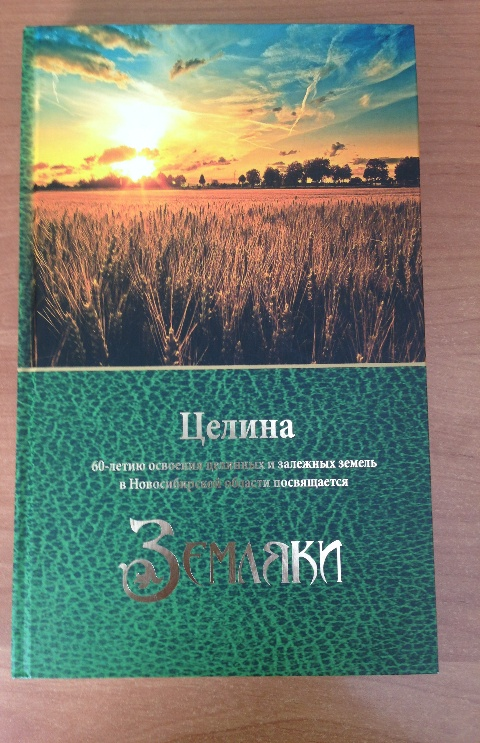 Целина
60-летию освоения целинных и залежных земель
в Новосибирской области посвящается
Земляки